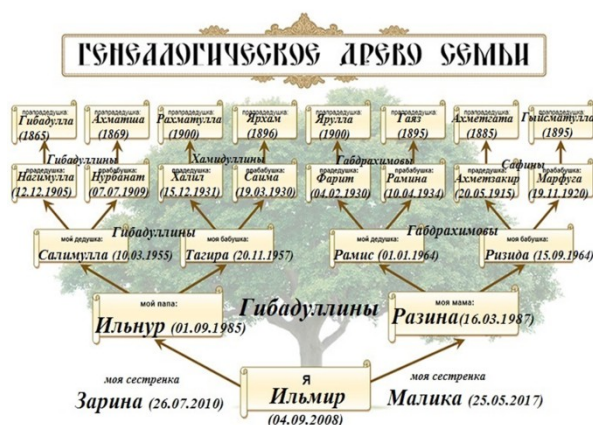 ГЕНЕАЛОГИЧЕСКОЕ ДРЕВО СЕМЬИ
прапрадедушка: прапрадедушка: прапрадедушка: прапрадедушка: прапрадедушка: прапрадедушка: прапрадедушка: прапрадедушка:
Гибадулла Ахматша Рахматулла Ярхам Ярулла Гаяз Ахметгата Гыйсматулла
(1865) (1869) (1900) (1896) (1900) (1895) (1885) (1895)
Гибадуллины Хамидуллины Габдрахимовы Сафины
прадедушка: прабабушка: прадедушка: прабабушка: прадедушка: прабабушка: прадедушка: прабабушка:
Нагимулла Нурбанат Халил Саима Фарит Рамина Ахметзакир Марфуга
(12.12.1905) (07.07.1909) (15.12.1931) (19.03.1930) (04.02.1930) (10.04.1934) (20.05.1915) (19.11.1920)
Гибадуллины Габдрахимовы
мой дедушка: моя бабушка: мой дедушка: моя бабушка:
Салимулла (10.03.1955) Тагира (20.11.1957) Рамис (01.01.1964) Ризида (15.09.1964)
мой папа: моя мама:
Гибадуллины
Ильнур (01.09.1985) Разина(16.03.1987)
моя сестренка Я моя сестренка
Зарина (26.07.2010) Ильмир Малика (25.05.2017)
(04.09.2008)